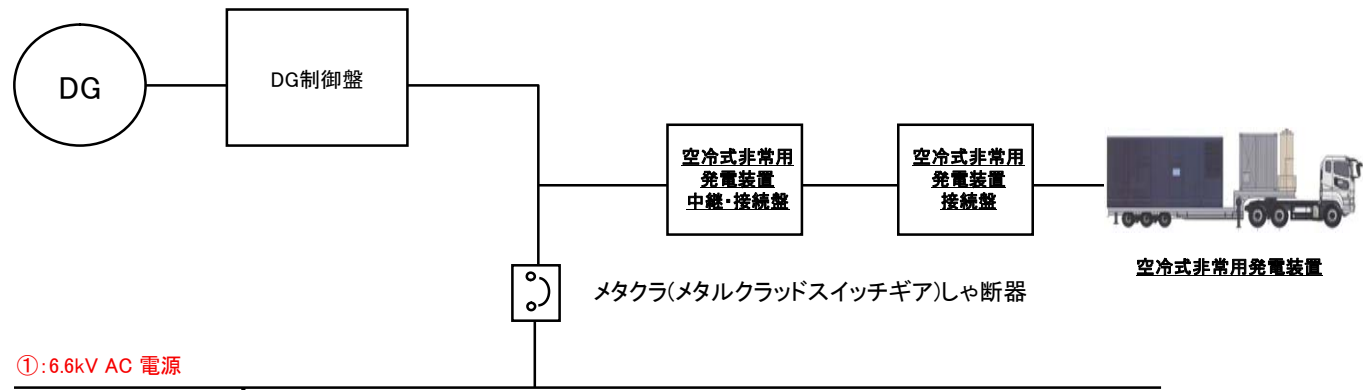 DG
DG制御盤
空冷式非常用
発電装置
中継・接続盤
空冷式非常用
発電装置
接続盤
空冷式非常用発電装置
メタクラ(メタルクラッドスイッチギア)しゃ断器
①:6.6kV AC 電源